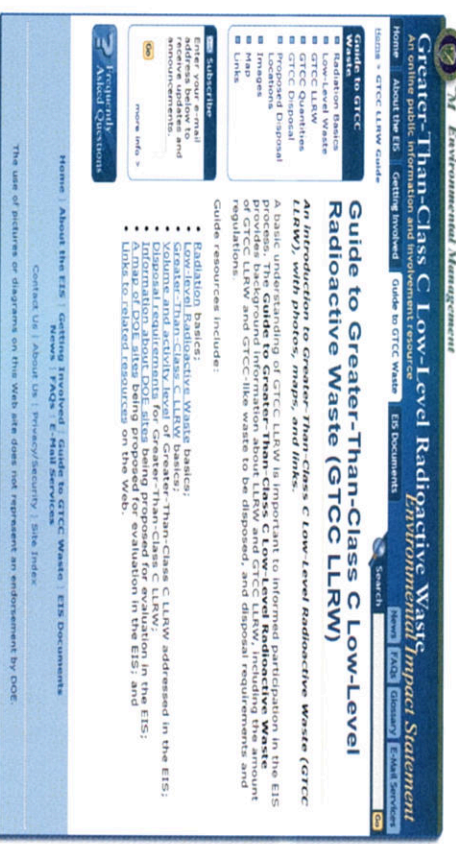 EM Environmental Management
Greater-Than-Class C Low-Level Radioactive Waste
Environmental Impact Statement
An online public information and involvement resource
News FAQs Glossary E-Mail Services
Home About the EIS Getting Involved Guide to GTCC Waste EIS Documents
Search Go
Home > GTCC LLRW Guide
Guide to GTCC
Waste
Radiation Basics
Low-Level Waste
GTCC LLRW
GTCC Quantities
GTCC Disposal
Proposed Disposal
Locations
Images
Map
Links
Subscribe
Enter your e-mail
address below to
receive updates and
announcements.
Go
more info >
Frequently
Asked Questions
Guide to Greater-Than-Class C Low-Level
Radioactive Waste (GTCC LLRW)
An introduction to Greater-Than-Class C Low-Level Radioactive Waste (GTCC
LLRW), with photos, maps, and links.
A basic understanding of GTCC LLRW is important to informed participation in the EIS
process. The Guide to Greater-Than-Class C Low-Level Radioactive Waste
provides background information about LLRW and GTCC LLRW, including the amount
of GTCC LLRW and GTCC-like waste to be disposed, and disposal requirements and
regulations.
Guide resources include:
Radiation basics;
Low-level Radioactive Waste basics;
Greater-Than-Class C LLRW basics;
Volume and activity level of Greater-Than-Class C LLRW addressed in the EIS;
Disposal requirements for Greater-Than-Class C LLRW;
Information about DOE sites being proposed for evaluation in the EIS;
A map of DOE sites being proposed for evaluation in the EIS; and
Links to related resources on the Web.
Home | About the EIS | Getting Involved | Guide to GTCC Waste | EIS Documents
News | FAQs | E-Mail Services
Contact Us | About Us | Privacy/Security | Site Index
The use of pictures or diagrams on this Web site does not represent an endorsement by DOE.